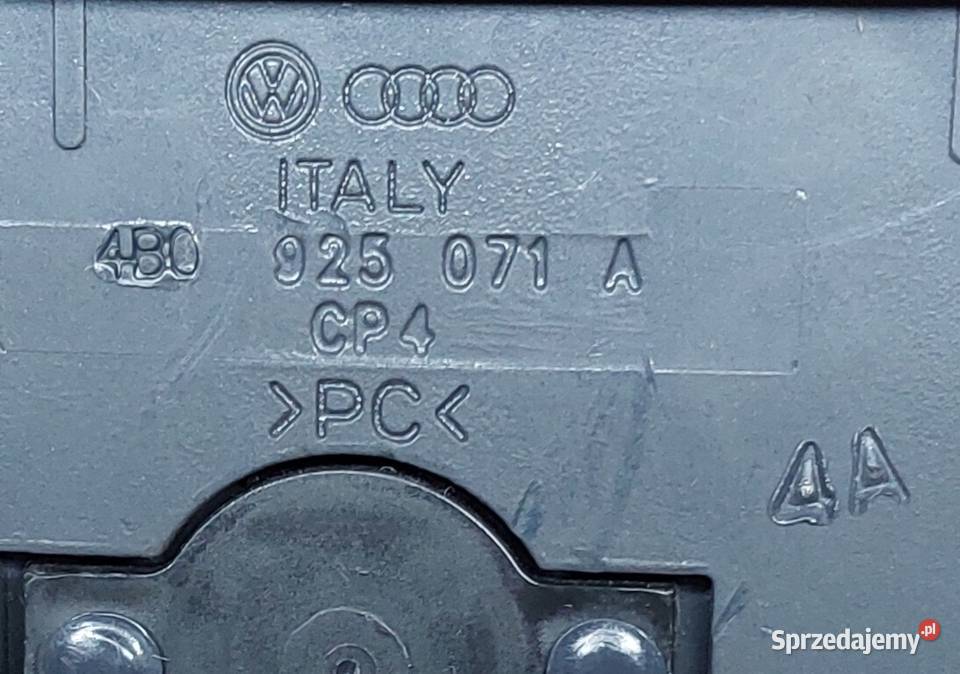 ITALY
4B0 925 071 A
CP4
>PC<
4A
Sprzedajemy.pl